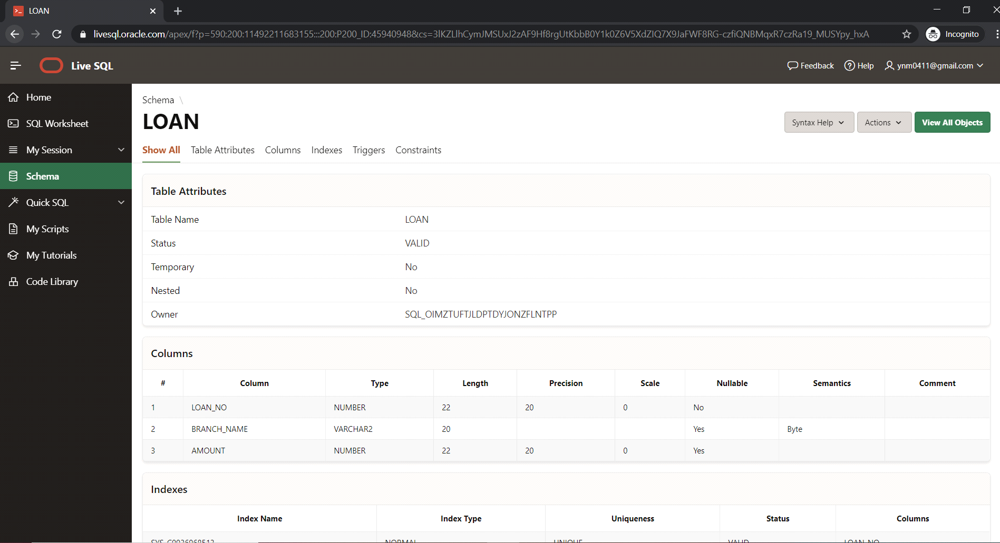 LOAN
livesql.oracle.com/apex/f?p=590:200:11492211683155:::200:P200_ID:45940948&cs=3lKZLlhCymJMSUxJ2zAF9Hf8rgUtKbbB0Y1k0Z6V5XdZIQ7X9JaFWF8RG-czfiQNBMqxR7czRa19_MUSYpy_hxA
Incognito
Live SQL
Feedback
Help
ynm0411@gmail.com
Home
SQL Worksheet
My Session
Schema
Quick SQL
My Scripts
My Tutorials
Code Library
Schema \
LOAN
Syntax Help
Actions
View All Objects
Show All Table Attributes Columns Indexes Triggers Constraints
Table Attributes
Table Name LOAN
Status VALID
Temporary No
Nested No
Owner SQL_OIMZTUFTJLDPTDYJONZFLNTPP
Columns
# Column Type Length Precision Scale Nullable Semantics Comment
1 LOAN_NO NUMBER 22 20 0 No
2 BRANCH_NAME VARCHAR2 20 Yes Byte
3 AMOUNT NUMBER 22 20 0 Yes
Indexes
Index Name Index Type Uniqueness Status Columns
NORMAL UNIQUE VALID LOAN_NO